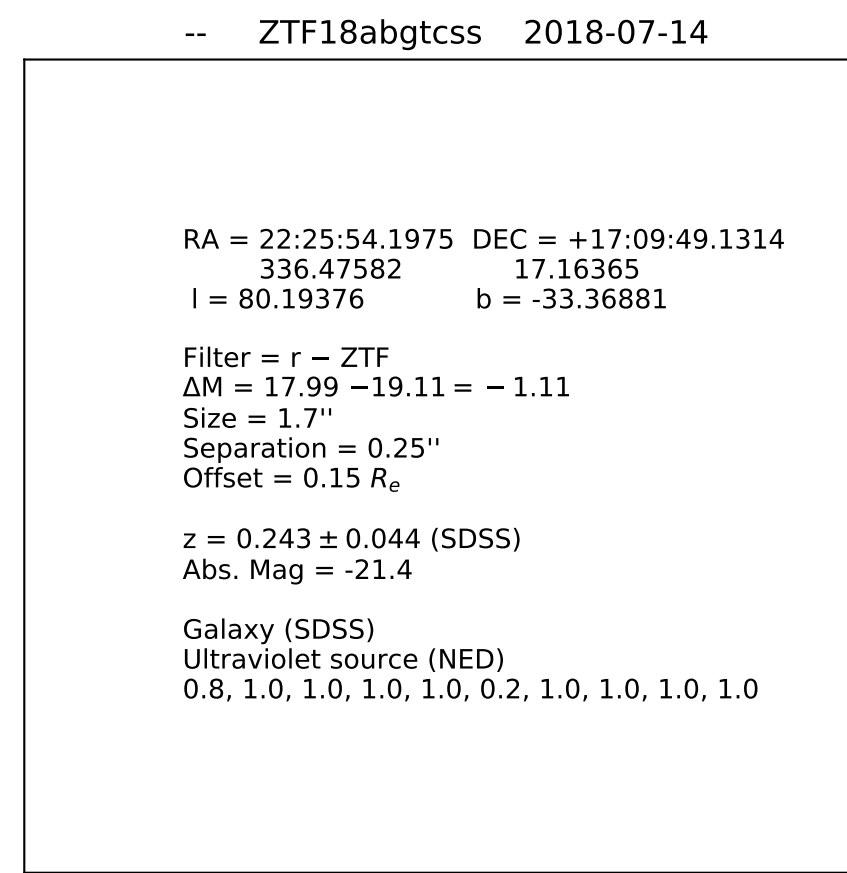 -- ZTF18abgtcss 2018-07-14
RA = 22:25:54.1975 DEC = +17:09:49.1314
336.47582 17.16365
l = 80.19376 b = -33.36881
Filter = r − ZTF
ΔM = 17.99 −19.11 = − 1.11
Size = 1.7''
Separation = 0.25''
Offset = 0.15 Re
z = 0.243 ± 0.044 (SDSS)
Abs. Mag = -21.4
Galaxy (SDSS)
Ultraviolet source (NED)
0.8, 1.0, 1.0, 1.0, 1.0, 0.2, 1.0, 1.0, 1.0, 1.0